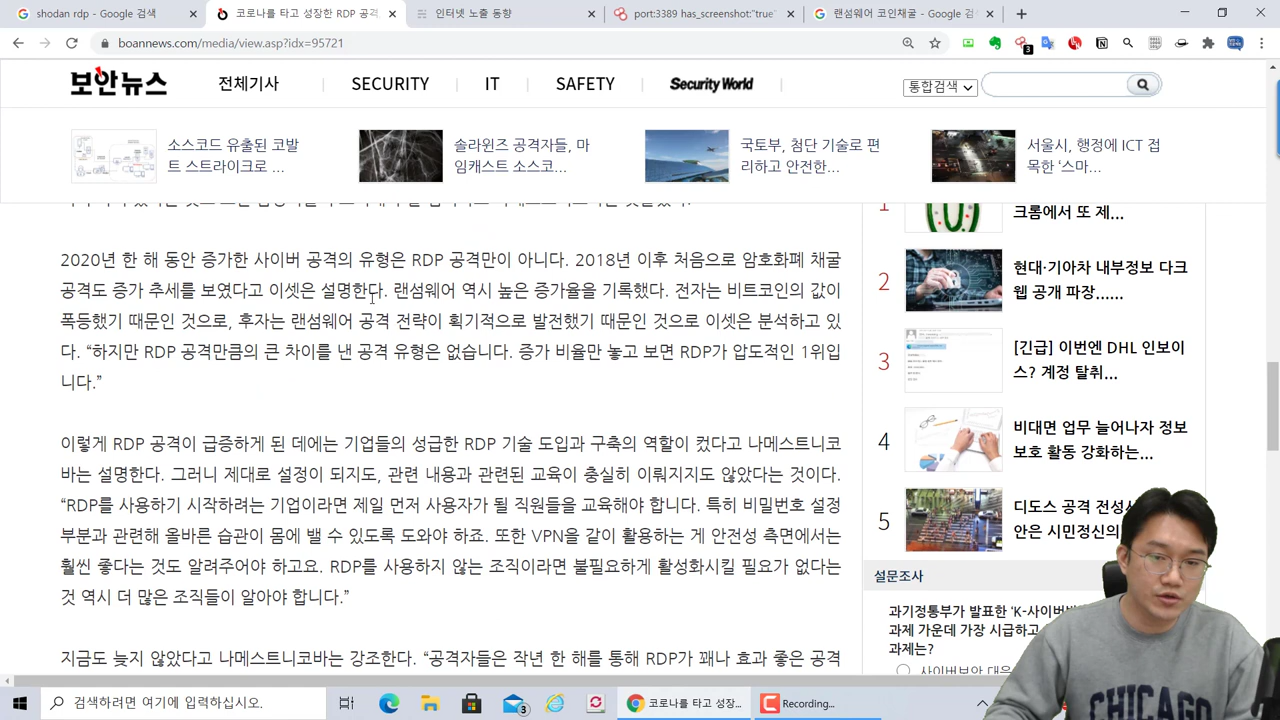 shodan rdp - Google 검색
코로나를 타고 성장한 RDP 공격
인터넷 노출 동향
port:3389 has_screenshot:"true"
랜섬웨어 코인채굴 - Google 검
boannews.com/media/view.asp?idx=95721
3
보안뉴스
전체기사
SECURITY
IT
SAFETY
Security World
통합검색
소스코드 유출된 코발
트 스트라이크로 ...
솔라윈즈 공격자들, 마
임캐스트 소스코...
국토부, 첨단 기술로 편
리하고 안전한...
서울시, 행정에 ICT 접
목한 ‘스마...
2020년 한 해 동안 증가한 사이버 공격의 유형은 RDP 공격만이 아니다. 2018년 이후 처음으로 암호화폐 채굴
공격도 증가 추세를 보였다고 이셋은 설명한다. 랜섬웨어 역시 높은 증가율을 기록했다. 전자는 비트코인의 값이
폭등했기 때문인 것으로, 후자는 랜섬웨어 공격 전략이 획기적으로 발전했기 때문인 것으로 이셋은 분석하고 있
다. “하지만 RDP 공격만큼의 큰 차이를 낸 공격 유형은 없습니다. 증가 비율만 놓고 보면 RDP가 압도적인 1위입
니다.”
이렇게 RDP 공격이 급증하게 된 데에는 기업들의 성급한 RDP 기술 도입과 구축의 역할이 컸다고 나메스트니코
바는 설명한다. 그러니 제대로 설정이 되지도, 관련 내용과 관련된 교육이 충실히 이뤄지지도 않았다는 것이다.
“RDP를 사용하기 시작하려는 기업이라면 제일 먼저 사용자가 될 직원들을 교육해야 합니다. 특히 비밀번호 설정
부분과 관련해 올바른 습관이 몸에 밸 수 있도록 도와야 하죠. 또한 VPN을 같이 활용하는 게 안전성 측면에서는
훨씬 좋다는 것도 알려주어야 하고요. RDP를 사용하지 않는 조직이라면 불필요하게 활성화시킬 필요가 없다는
것 역시 더 많은 조직들이 알아야 합니다.”
지금도 늦지 않았다고 나메스트니코바는 강조한다. “공격자들은 작년 한 해를 통해 RDP가 꽤나 효과 좋은 공격
1
크롬에서 또 제...
2
현대·기아차 내부정보 다크
웹 공개 파장......
3
[긴급] 이번엔 DHL 인보이
스? 계정 탈취...
4
비대면 업무 늘어나자 정보
보호 활동 강화하는...
5
디도스 공격 전성
안은 시민정신의
설문조사
과기정통부가 발표한 ‘K-사이버방
과제 가운데 가장 시급하고
과제는?
사이버보안 대응
CHICAGO
검색하려면 여기에 입력하십시오.
3
코로나를 타고 성장...
Recording...